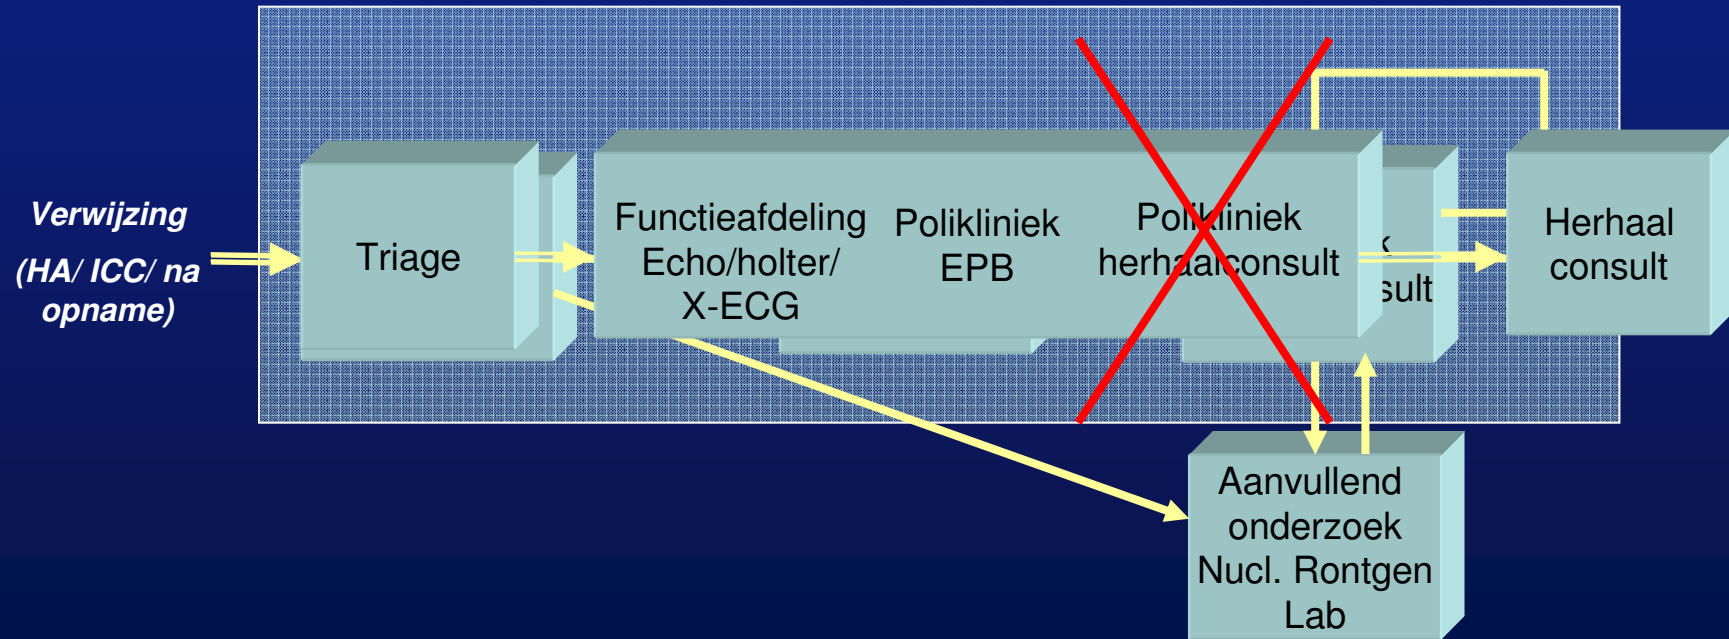 Verwijzing
(HA/ ICC/ na
opname)
Triage
Functieafdeling
Echo/holter/
X-ECG
Polikliniek
EPB
Polikliniek
herhaalconsult
Herhaal
consult
Aanvullend
onderzoek
Nucl. Rontgen
Lab